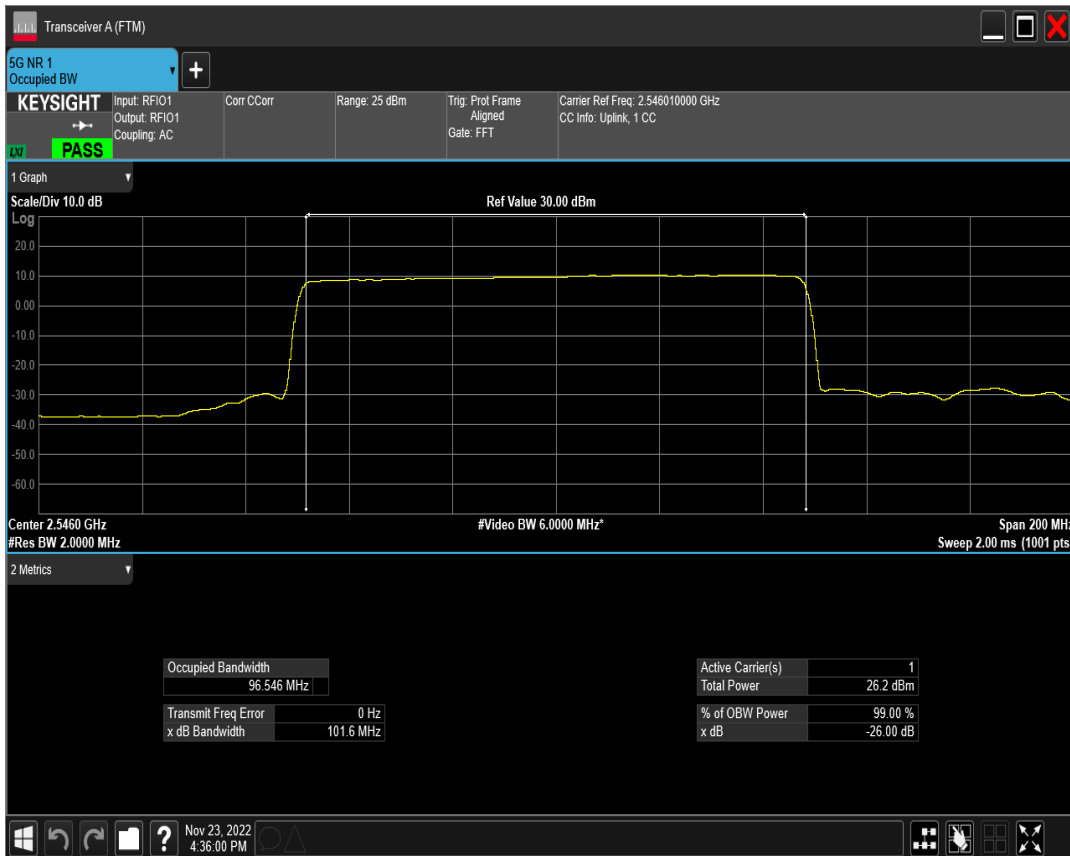 Transceiver A (FTM)
5G NR 1
Occupied BW
+
KEYSIGHT
LXI
PASS
Input: RFIO1
Output: RFIO1
Coupling: AC
Corr CCorr
Range: 25 dBm
Trig: Prot Frame
Aligned
Gate: FFT
Carrier Ref Freq: 2.546010000 GHz
CC Info: Uplink, 1 CC
1 Graph
Scale/Div 10.0 dB
Ref Value 30.00 dBm
Log
20.0
10.0
0.00
-10.0
-20.0
-30.0
-40.0
-50.0
-60.0
Center 2.5460 GHz
#Video BW 6.0000 MHz*
Span 200 MHz
#Res BW 2.0000 MHz
Sweep 2.00 ms (1001 pts
2 Metrics
Occupied Bandwidth
96.546 MHz
Transmit Freq Error 0 Hz
x dB Bandwidth 101.6 MHz
Active Carrier(s) 1
Total Power 26.2 dBm
% of OBW Power 99.00 %
x dB -26.00 dB
?
Nov 23, 2022
4:36:00 PM